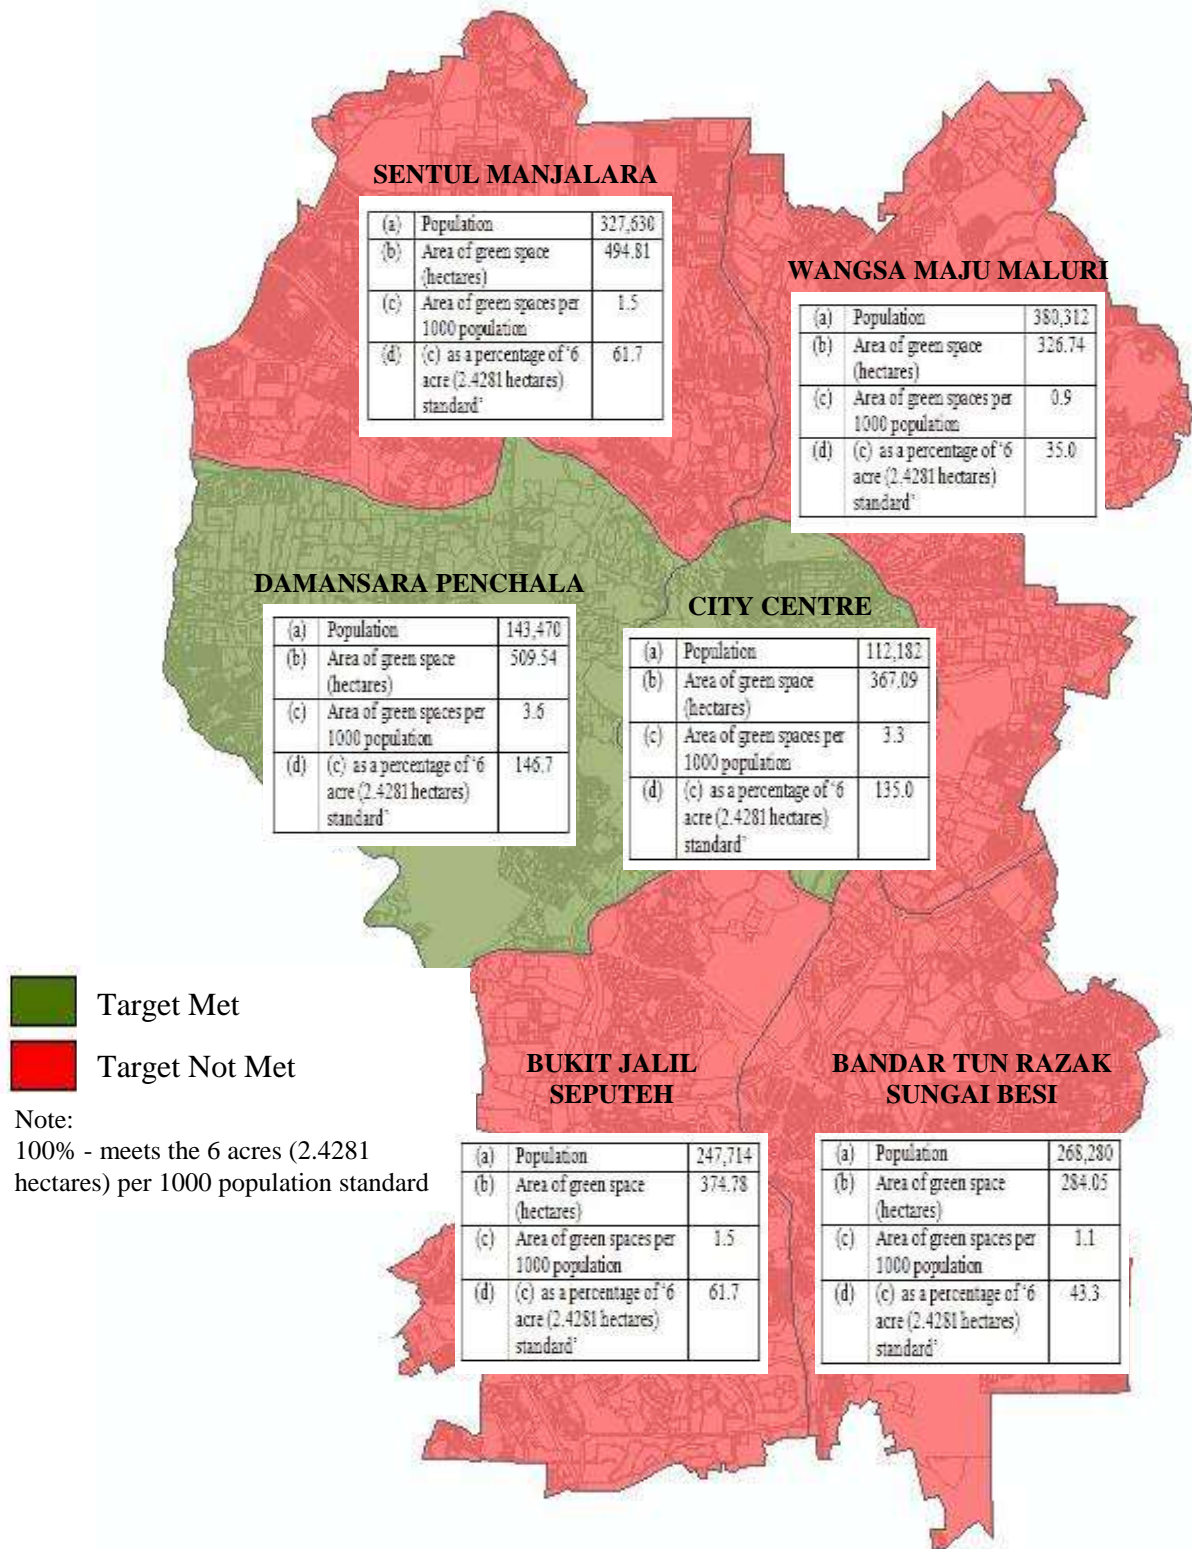 SENTUL MANJALARA
(a) Population 327,630
(b) Area of green space 494.81
(hectares)
(c) Area of green spaces per 1.5
1000 population
(d) (c) as a percentage of ‘6 61.7
acre (2.4281 hectares)
standard’
WANGSA MAJU MALURI
(a) Population 380,312
(b) Area of green space 326.74
(hectares)
(c) Area of green spaces per 0.9
1000 population
(d) (c) as a percentage of ‘6 35.0
acre (2.4281 hectares)
standard’
DAMANSARA PENCHALA
(a) Population 143,470
(b) Area of green space 509.54
(hectares)
(c) Area of green spaces per 3.6
1000 population
(d) (c) as a percentage of ‘6 146.7
acre (2.4281 hectares)
standard’
CITY CENTRE
(a) Population 112,182
(b) Area of green space 367.09
(hectares)
(c) Area of green spaces per 3.3
1000 population
(d) (c) as a percentage of ‘6 135.0
acre (2.4281 hectares)
standard’
Target Met
Target Not Met
Note:
100% - meets the 6 acres (2.4281
hectares) per 1000 population standard
BUKIT JALIL
SEPUTEH
(a) Population 247,714
(b) Area of green space 374.78
(hectares)
(c) Area of green spaces per 1.5
1000 population
(d) (c) as a percentage of ‘6 61.7
acre (2.4281 hectares)
standard’
BANDAR TUN RAZAK
SUNGAI BESI
(a) Population 268,280
(b) Area of green space 284.05
(hectares)
(c) Area of green spaces per 1.1
1000 population
(d) (c) as a percentage of ‘6 43.3
acre (2.4281 hectares)
standard’